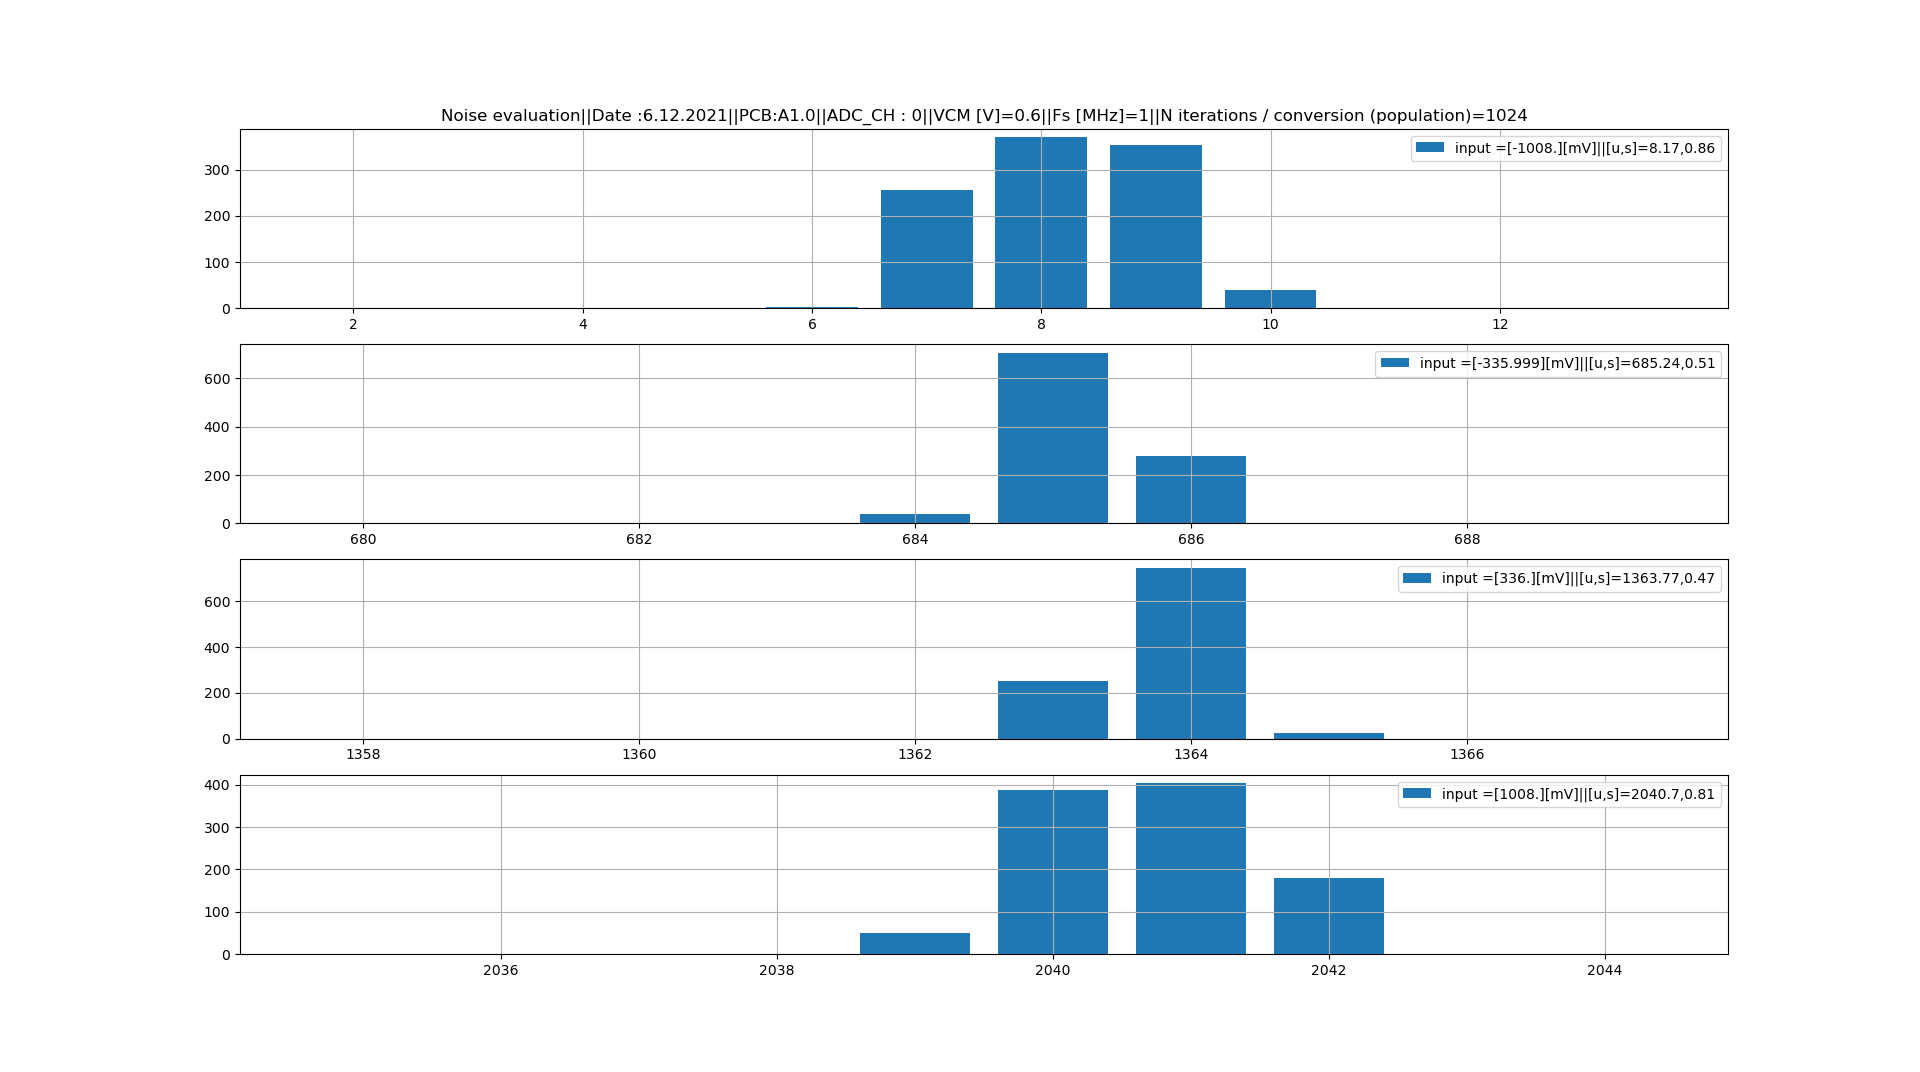 Noise evaluation||Date :6.12.2021||PCB:A1.0||ADC_CH : 0||VCM [V]=0.6||Fs [MHz]=1||N iterations / conversion (population)=1024
input =[-1008.][mV]||[u,s]=8.17,0.86
300
200
100
0
2 4 6 8 10 12
input =[-335.999][mV]||[u,s]=685.24,0.51
600
400
200
0
680 682 684 686 688
input =[336.][mV]||[u,s]=1363.77,0.47
600
400
200
0
1358 1360 1362 1364 1366
400
input =[1008.][mV]||[u,s]=2040.7,0.81
300
200
100
0
2036 2038 2040 2042 2044